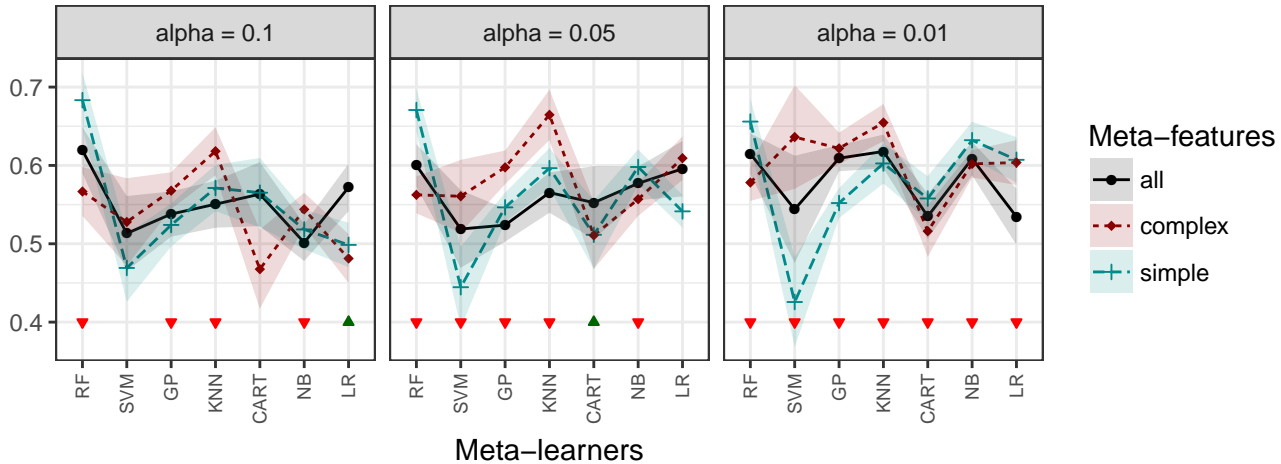 alpha = 0.1
alpha = 0.05
alpha = 0.01
0.7
0.6
0.5
0.4
RF
SVM
GP
KNN
CART
NB
LR
RF
SVM
GP
KNN
CART
NB
LR
RF
SVM
GP
KNN
CART
NB
LR
Meta−learners
Meta−features
all
complex
simple